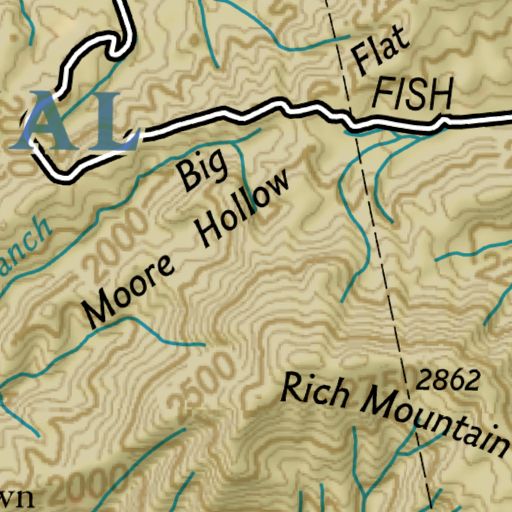 Flat
FISH
AL
Big
Hollow
anch
2000
Moore
2500
2862
Rich Mountain
2000
wn